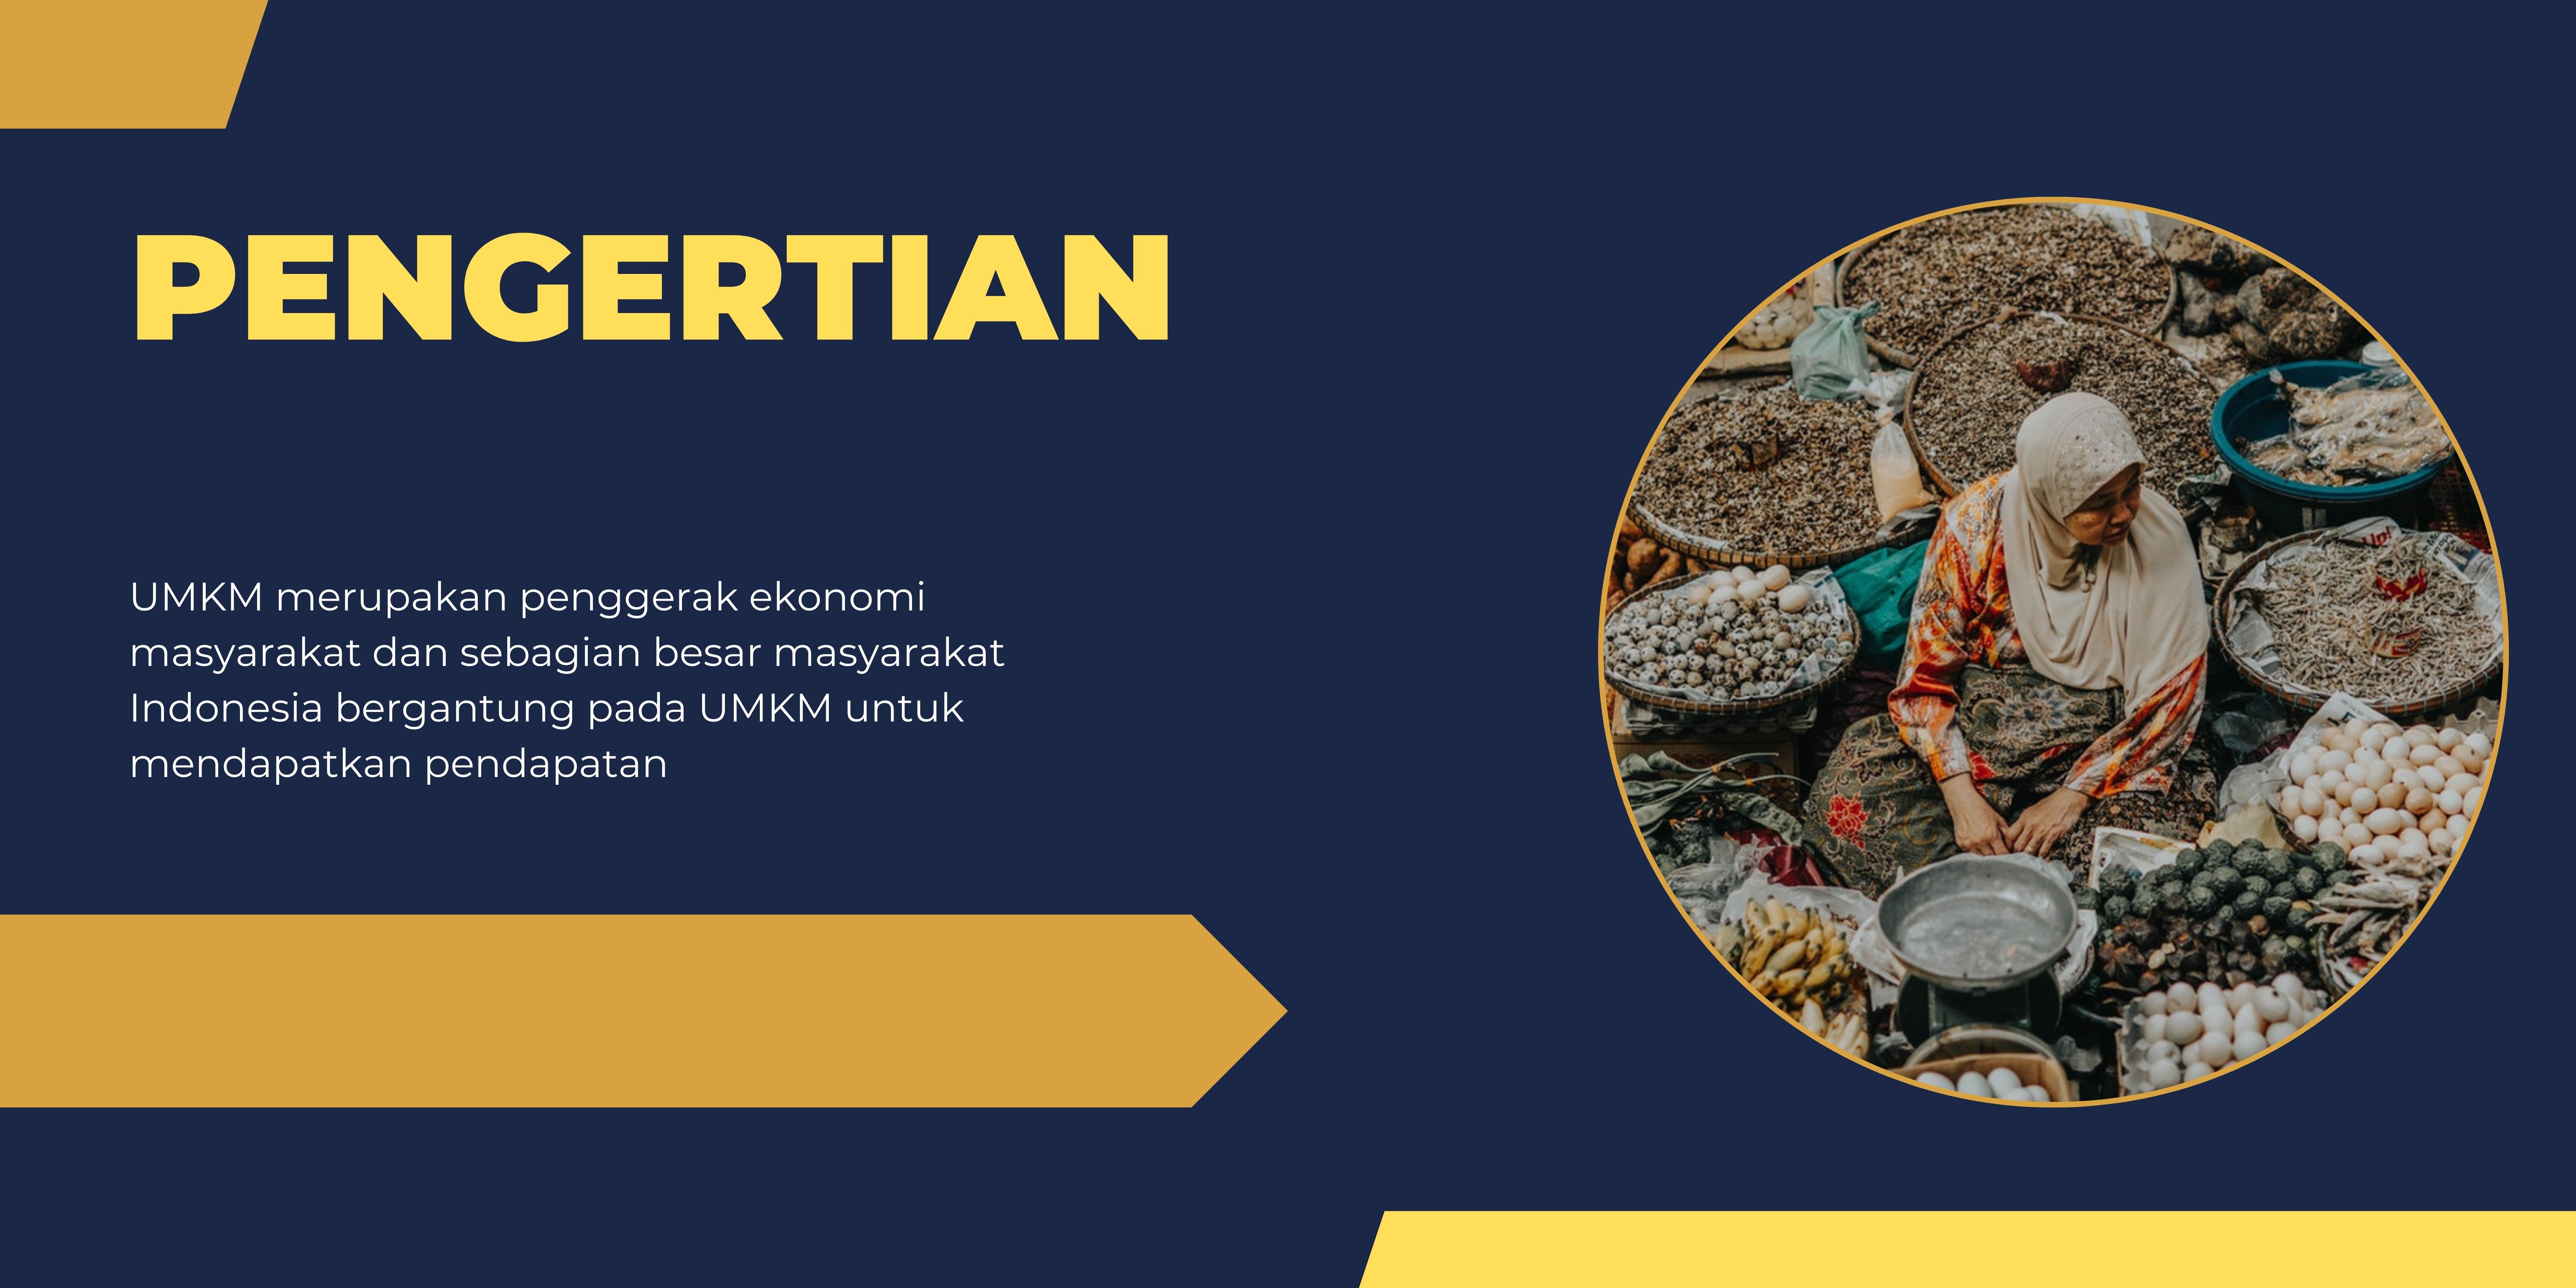 PENGERTIAN
UMKM merupakan penggerak ekonomi
masyarakat dan sebagian besar masyarakat
Indonesia bergantung pada UMKM untuk
mendapatkan pendapatan